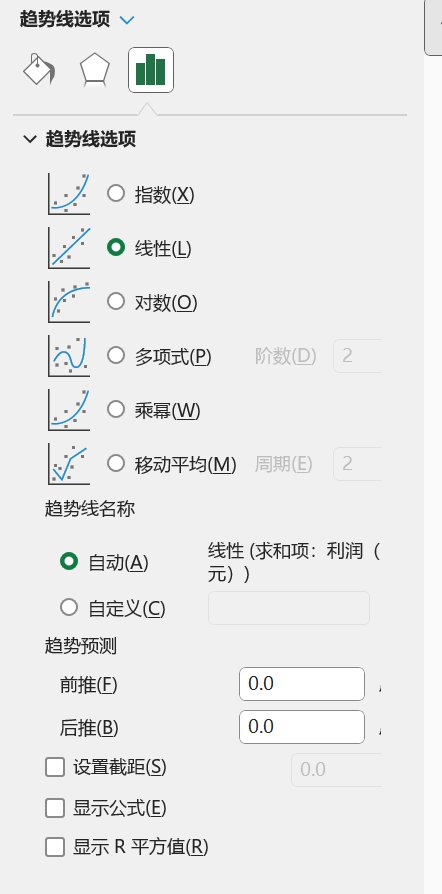 趋势线选项
趋势线选项
指数(X)
线性(L)
对数(O)
多项式(P) 阶数(D) 2
乘幂(W)
移动平均(M) 周期(E) 2
趋势线名称
自动(A) 线性 (求和项：利润（
元）)
自定义(C)
趋势预测
前推(F) 0.0
后推(B) 0.0
设置截距(S) 0.0
显示公式(E)
显示 R 平方值(R)